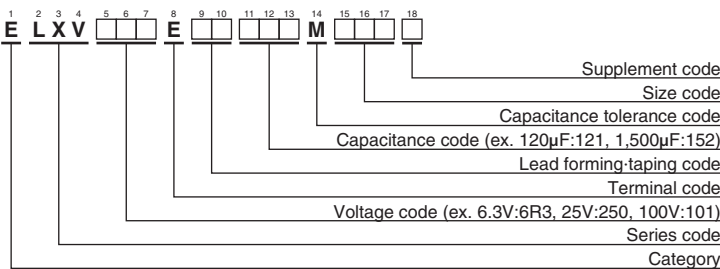 1 2 3 4 5 6 7 8 9 10 11 12 13 14 15 16 17 18
E L X V □□□ E □□ □□□ M □□□ □
Supplement code
Size code
Capacitance tolerance code
Capacitance code (ex. 120µF:121, 1,500µF:152)
Lead forming·taping code
Terminal code
Voltage code (ex. 6.3V:6R3, 25V:250, 100V:101)
Series code
Category